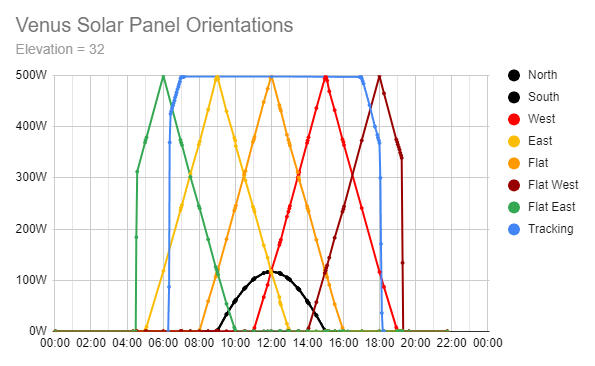 Venus Solar Panel Orientations
Elevation = 32
500W
400W
300W
200W
100W
0W
00:00 02:00 04:00 06:00 08:00 10:00 12:00 14:00 16:00 18:00 20:00 22:00 00:00
North
South
West
East
Flat
Flat West
Flat East
Tracking